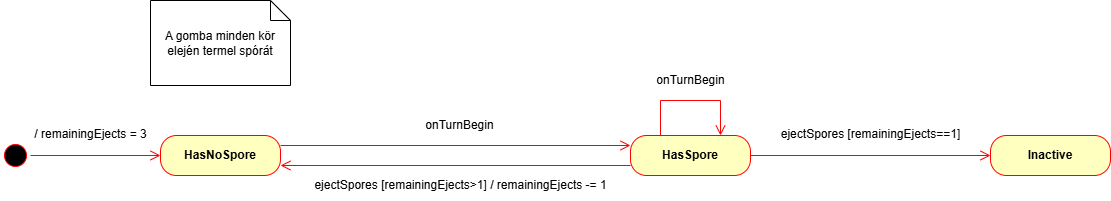 A gomba minden kör
elején termel spórát
onTurnBegin
/ remainingEjects = 3
onTurnBegin
ejectSpores [remainingEjects==1]
HasNoSpore
HasSpore
Inactive
ejectSpores [remainingEjects>1] / remainingEjects -= 1